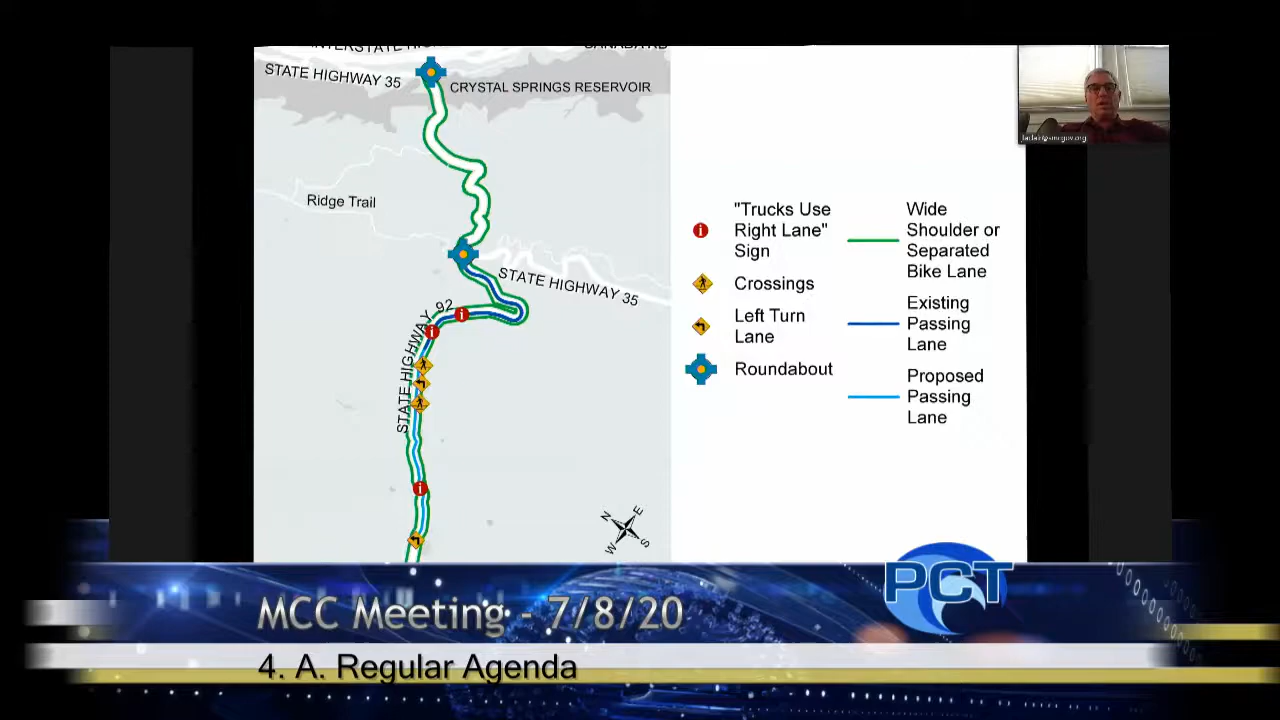 STATE HIGHWAY 35
CRYSTAL SPRINGS RESERVOIR
Ridge Trail
STATE HIGHWAY 35
STATE HIGHWAY 92
N
E
W
S
"Trucks Use
Right Lane"
Sign
Crossings
Left Turn
Lane
Roundabout
Wide
Shoulder or
Separated
Bike Lane
Existing
Passing
Lane
Proposed
Passing
Lane
PCT
MCC Meeting - 7/8/20
4. A. Regular Agenda